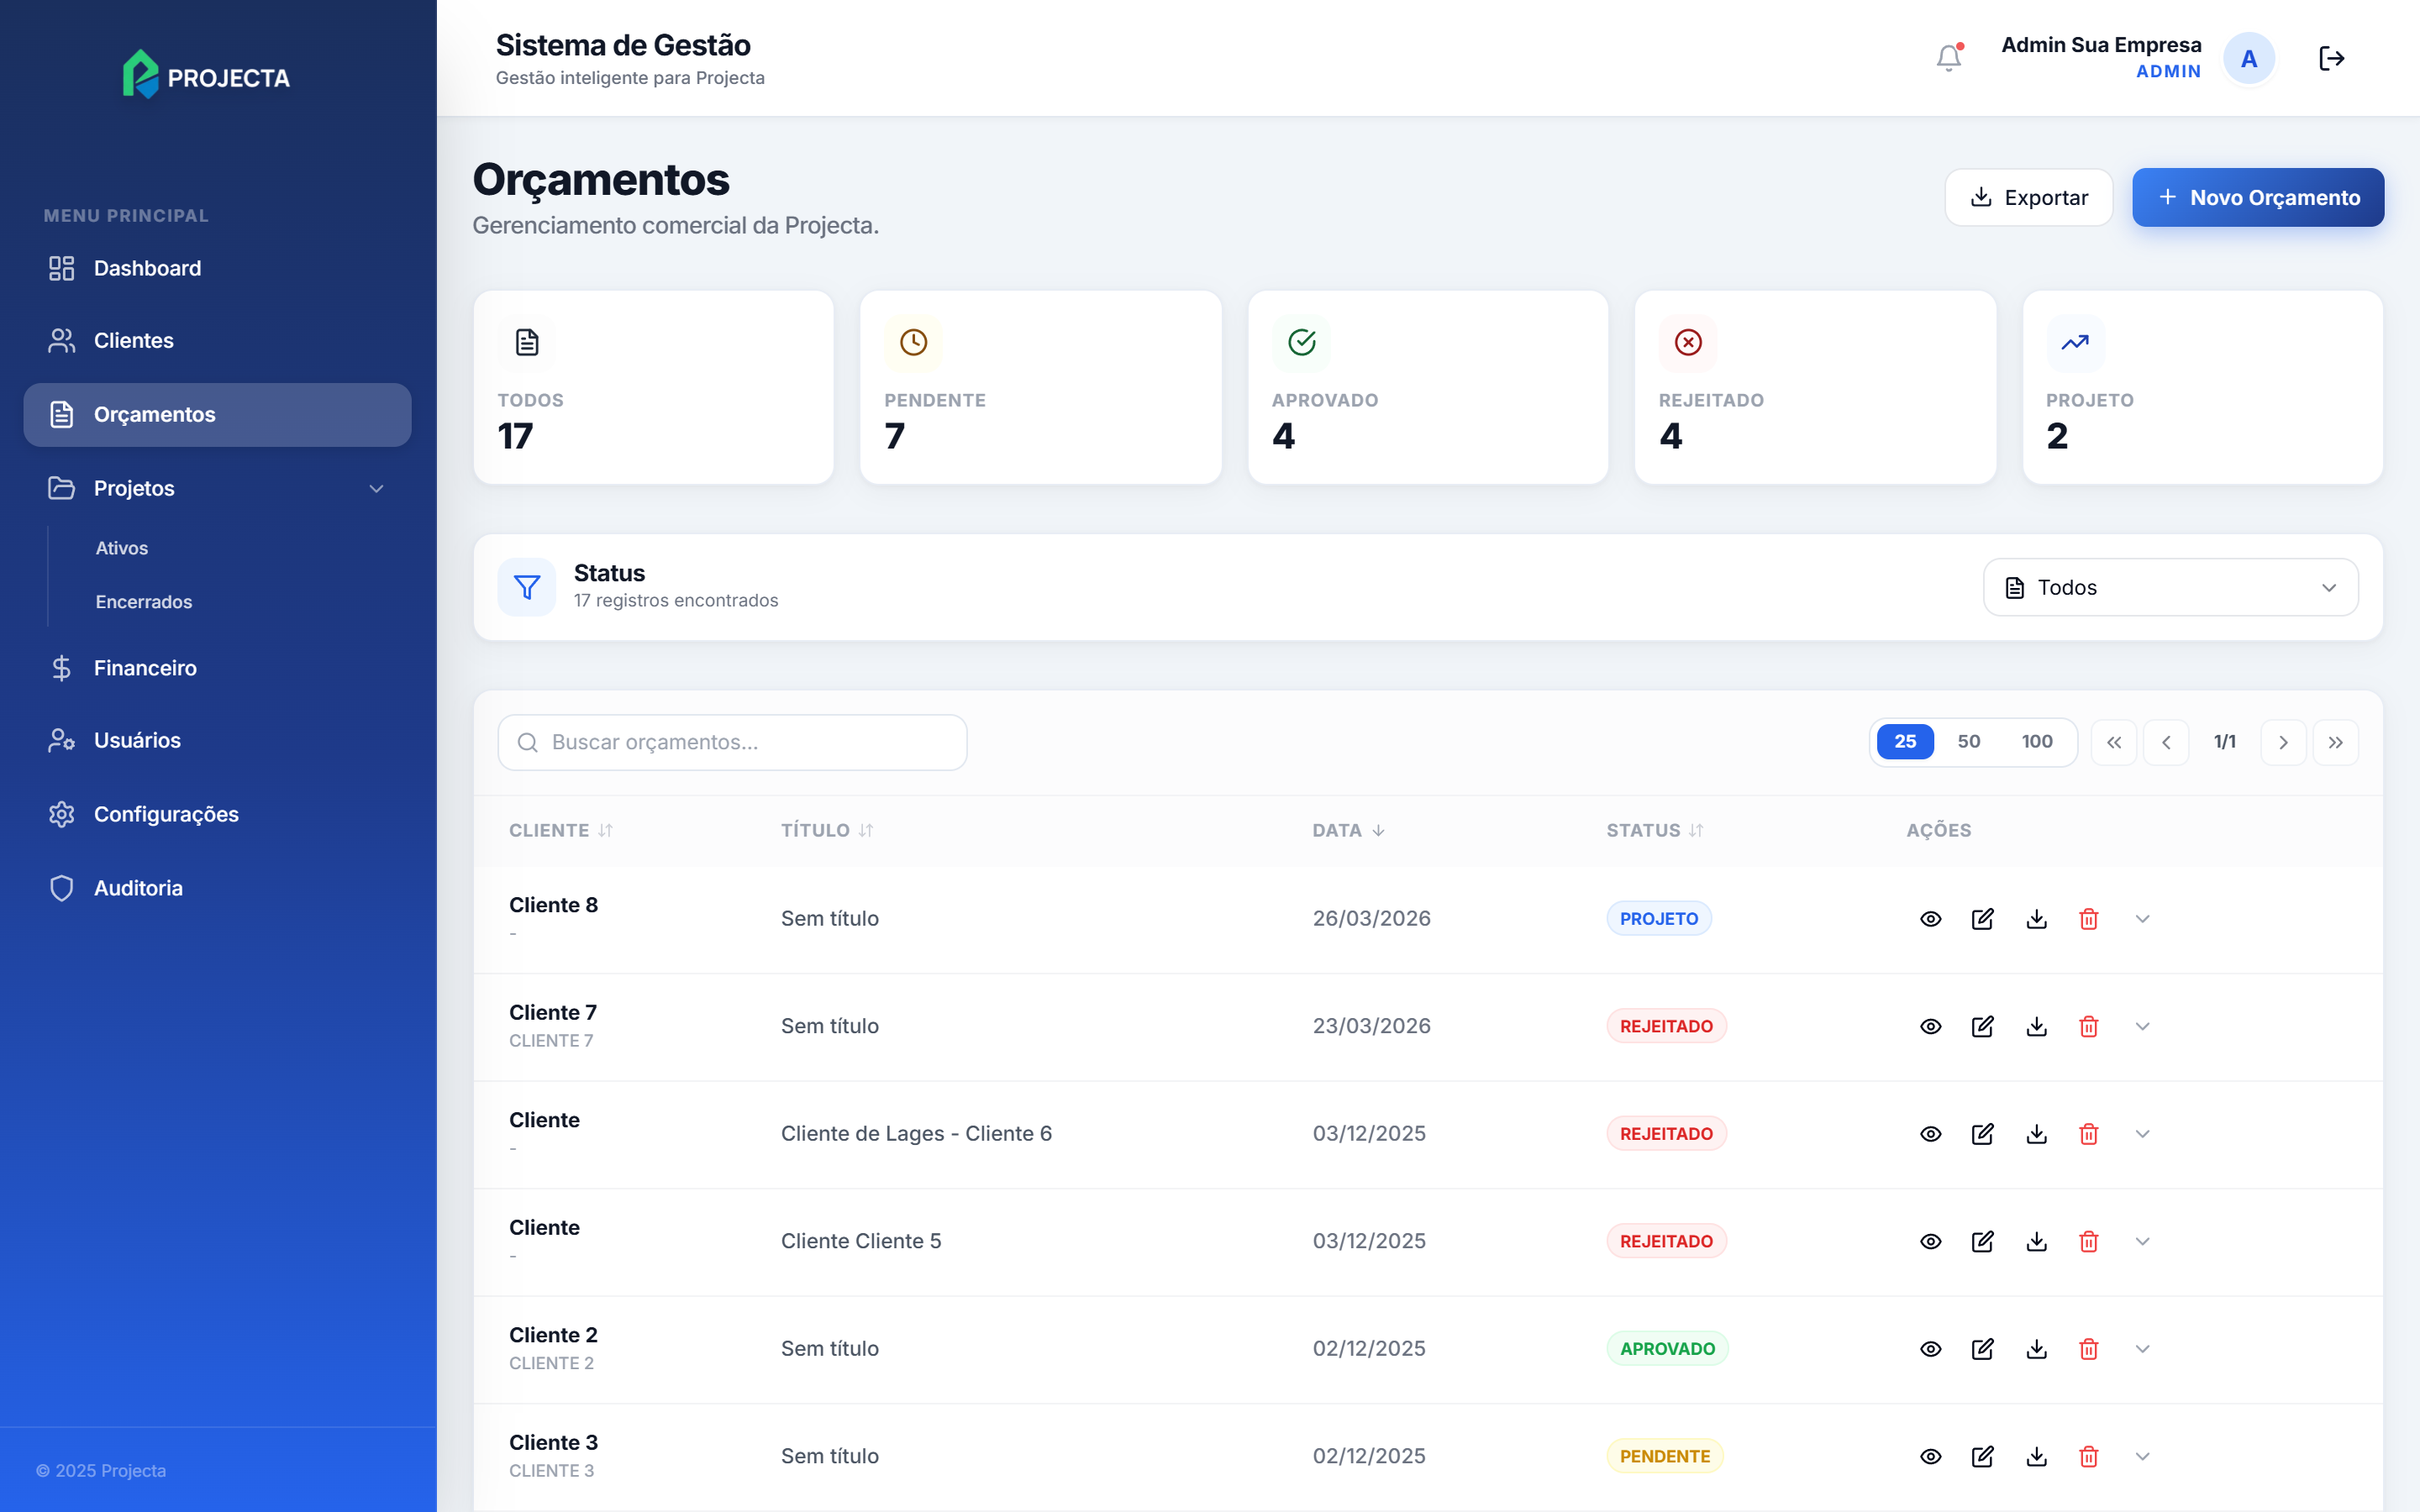 PROJECTA
MENU PRINCIPAL
Dashboard
Clientes
Orçamentos
Projetos
Ativos
Encerrados
Financeiro
Usuários
Configurações
Auditoria
© 2025 Projecta
Sistema de Gestão
Gestão inteligente para Projecta
Admin Sua Empresa
ADMIN
A
Orçamentos
Gerenciamento comercial da Projecta.
Exportar
Novo Orçamento
TODOS
17
PENDENTE
7
APROVADO
4
REJEITADO
4
PROJETO
2
Status
17 registros encontrados
Todos
Buscar orçamentos...
25 50 100
1/1
CLIENTE TÍTULO DATA STATUS AÇÕES
Cliente 8
-
Sem título 26/03/2026 PROJETO
Cliente 7
CLIENTE 7
Sem título 23/03/2026 REJEITADO
Cliente
-
Cliente de Lages - Cliente 6 03/12/2025 REJEITADO
Cliente
-
Cliente Cliente 5 03/12/2025 REJEITADO
Cliente 2
CLIENTE 2
Sem título 02/12/2025 APROVADO
Cliente 3
CLIENTE 3
Sem título 02/12/2025 PENDENTE